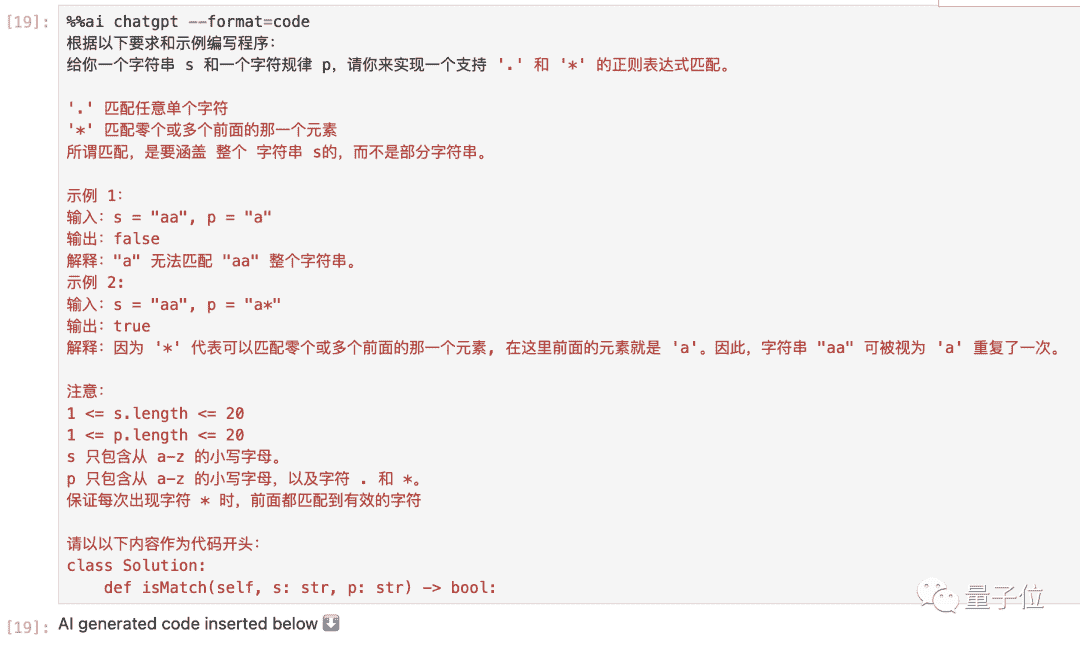 [19]: %%ai chatgpt --format=code
根据以下要求和示例编写程序：
给你一个字符串 s 和一个字符规律 p，请你来实现一个支持 '.' 和 '*' 的正则表达式匹配。
'.' 匹配任意单个字符
'*' 匹配零个或多个前面的那一个元素
所谓匹配，是要涵盖 整个 字符串 s的，而不是部分字符串。
示例 1：
输入：s = "aa", p = "a"
输出：false
解释："a" 无法匹配 "aa" 整个字符串。
示例 2:
输入：s = "aa", p = "a*"
输出：true
解释：因为 '*' 代表可以匹配零个或多个前面的那一个元素, 在这里前面的元素就是 'a'。因此，字符串 "aa" 可被视为 'a' 重复了一次。
注意：
1 <= s.length <= 20
1 <= p.length <= 20
s 只包含从 a-z 的小写字母。
p 只包含从 a-z 的小写字母，以及字符 . 和 *。
保证每次出现字符 * 时，前面都匹配到有效的字符
请以以下内容作为代码开头：
class Solution:
    def isMatch(self, s: str, p: str) -> bool:
量子位
[19]: AI generated code inserted below